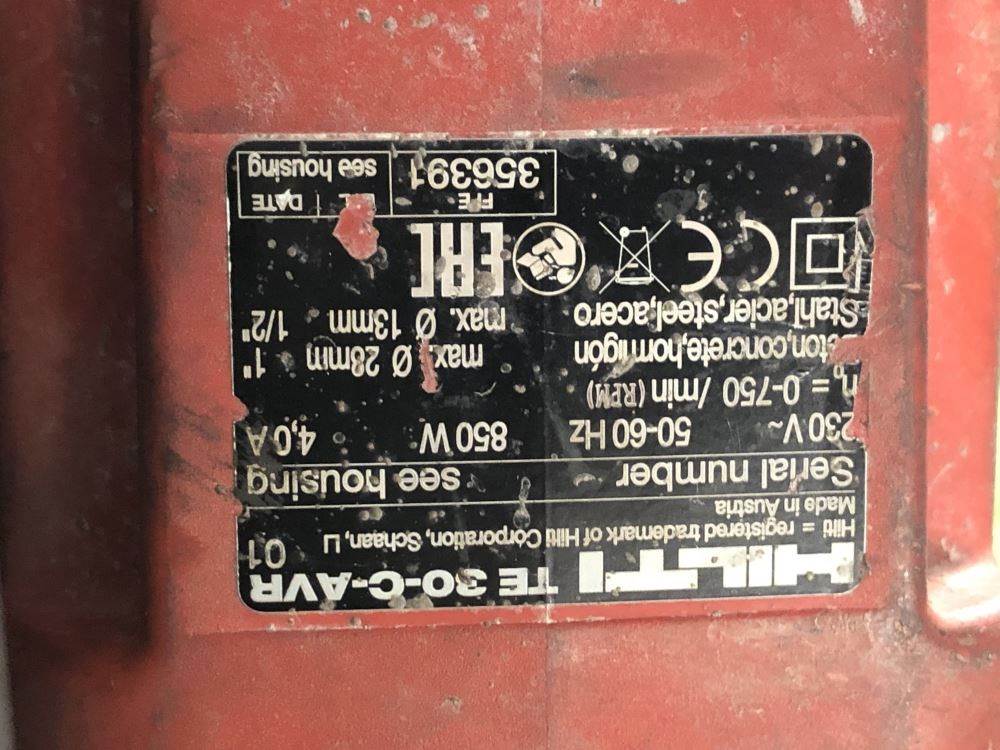 HILTI TE 30-C-AVR
Hilti = registered trademark of Hilti Corporation, Schaan, LI 01
Made in Austria
Serial number see housing
230 V~ 50-60 Hz 850 W 4,0 A
n₀ = 0-750 /min (RPM)
concrete,hormigón max. Ø 28mm 1"
Stahl,acier,steel,acero max. Ø 13mm 1/2"
CE EAC
DATE
356391 see housing